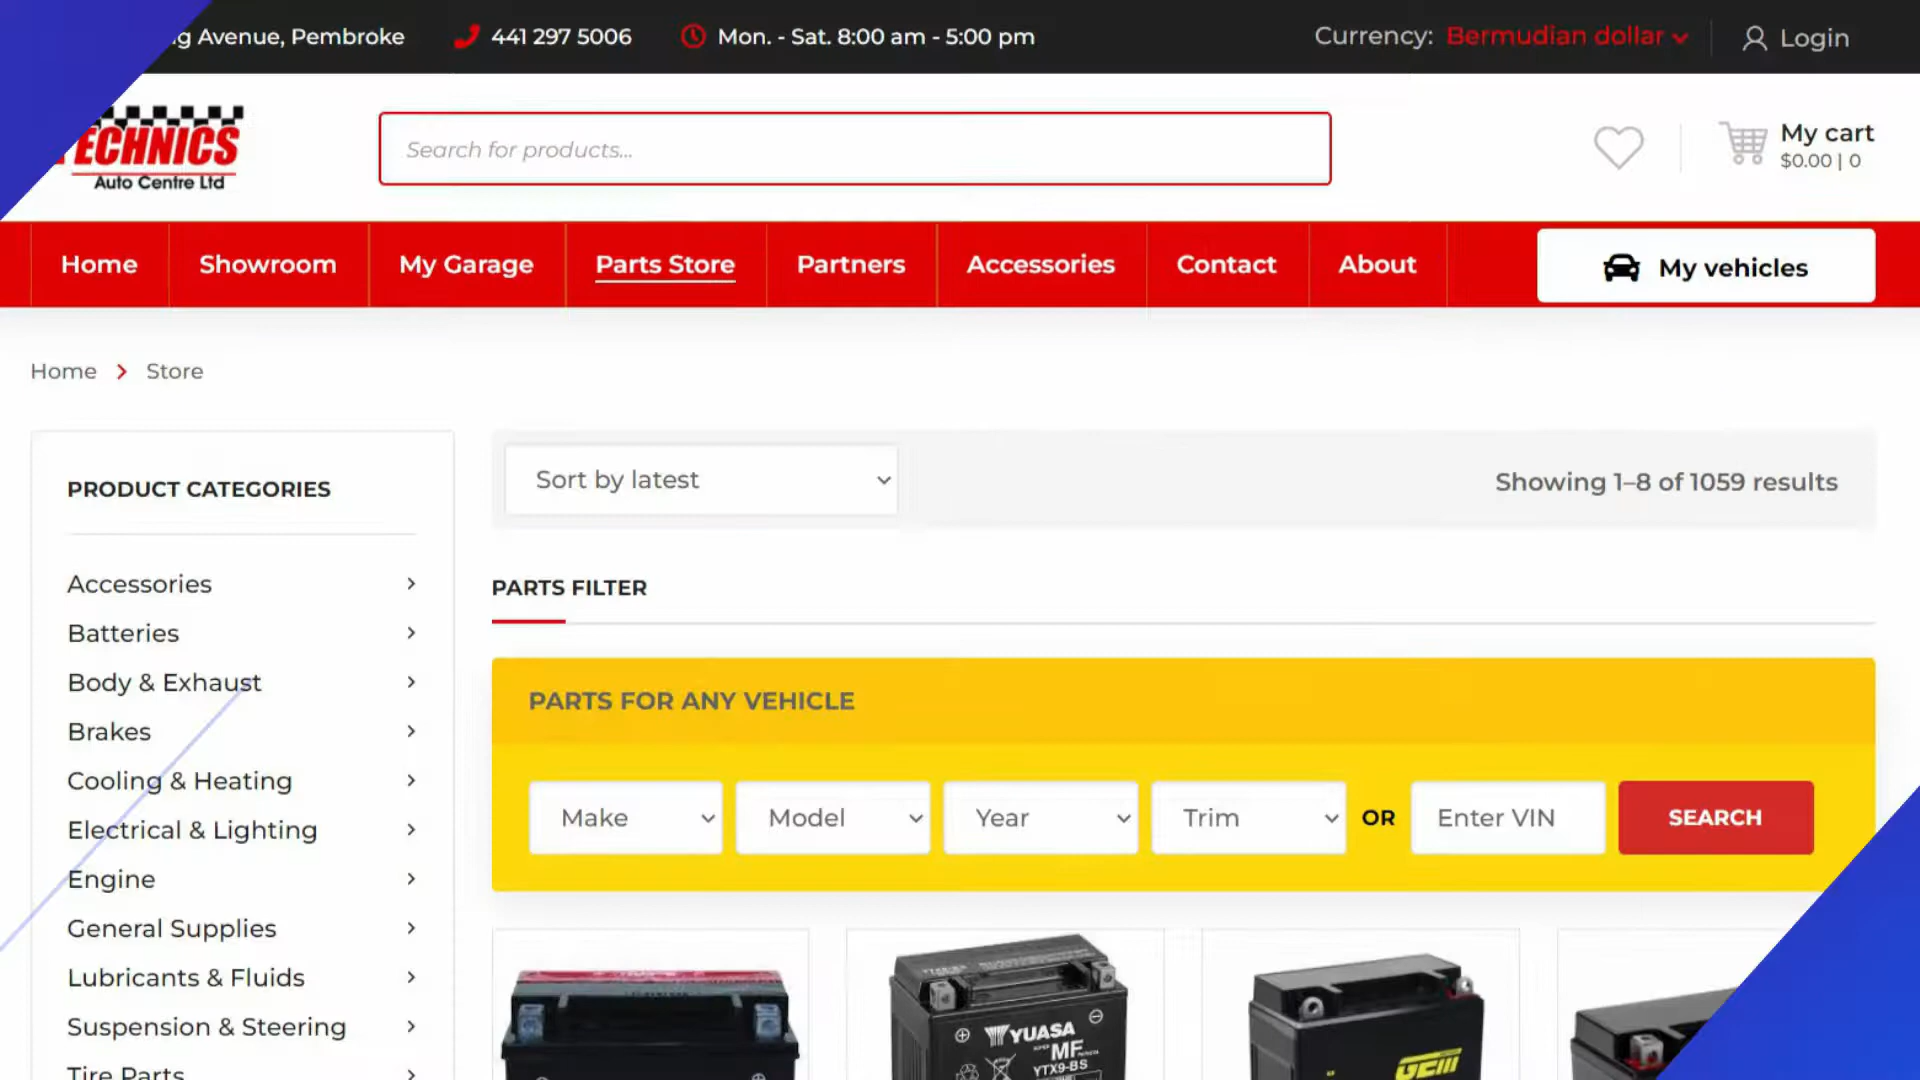 Avenue, Pembroke
441 297 5006
Mon. - Sat. 8:00 am - 5:00 pm
Currency: Bermudian dollar
Login
TECHNICS
Auto Centre Ltd
Search for products...
My cart
$0.00 | 0
Home
Showroom
My Garage
Parts Store
Partners
Accessories
Contact
About
My vehicles
Home > Store
PRODUCT CATEGORIES
Accessories
Batteries
Body & Exhaust
Brakes
Cooling & Heating
Electrical & Lighting
Engine
General Supplies
Lubricants & Fluids
Suspension & Steering
Tire Parts
Sort by latest
Showing 1–8 of 1059 results
PARTS FILTER
PARTS FOR ANY VEHICLE
Make
Model
Year
Trim
OR
Enter VIN
SEARCH
YUASA
MF
YTX9-BS
GEM